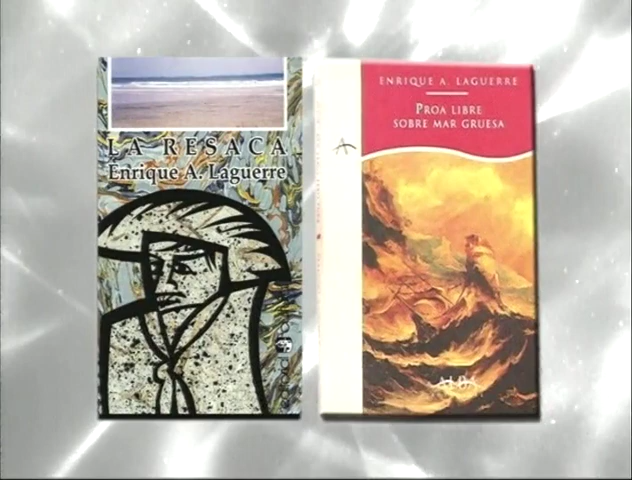 LA RESACA
Enrique A. Laguerre
ENRIQUE A. LAGUERRE
PROA LIBRE
SOBRE MAR GRUESA